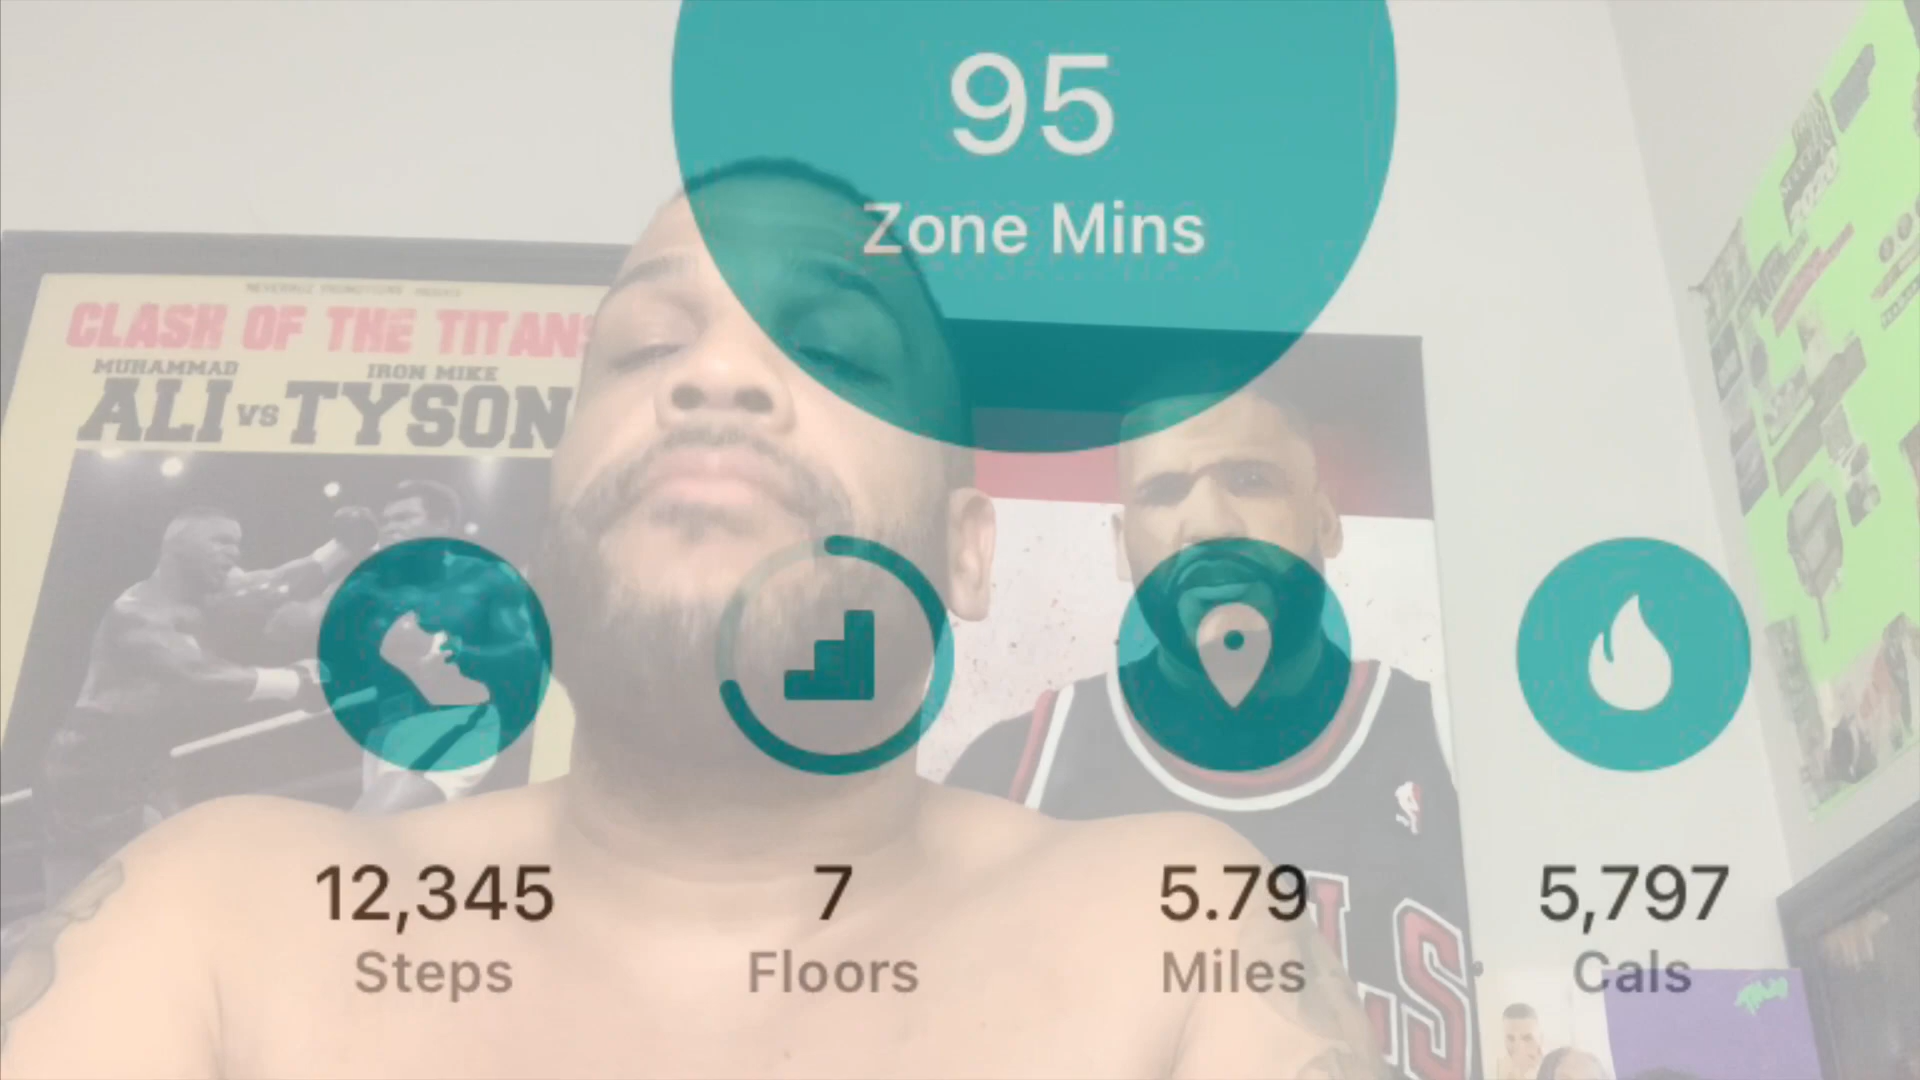 95
Zone Mins
CLASH OF THE TITANS
MUHAMMAD IRON MIKE
ALI VS TYSON
12,345 7 5.79 5,797
Steps Floors Miles Cals
LS